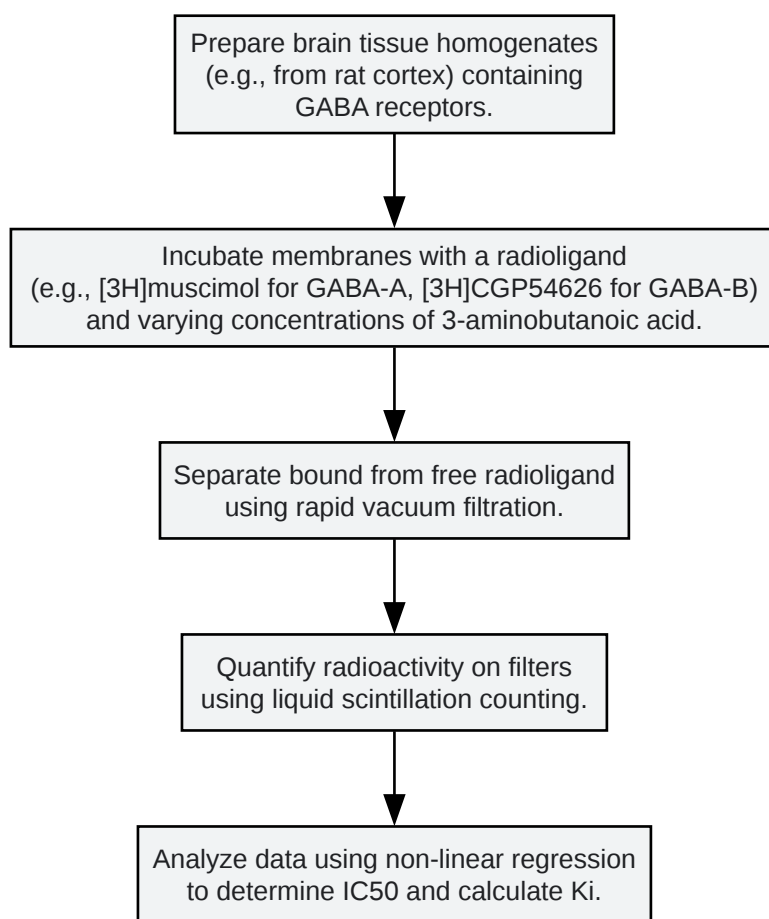 Prepare brain tissue homogenates
(e.g., from rat cortex) containing
GABA receptors.
Incubate membranes with a radioligand
(e.g., [3H]muscimol for GABA-A, [3H]CGP54626 for GABA-B)
and varying concentrations of 3-aminobutanoic acid.
Separate bound from free radioligand
using rapid vacuum filtration.
Quantify radioactivity on filters
using liquid scintillation counting.
Analyze data using non-linear regression
to determine IC50 and calculate Ki.